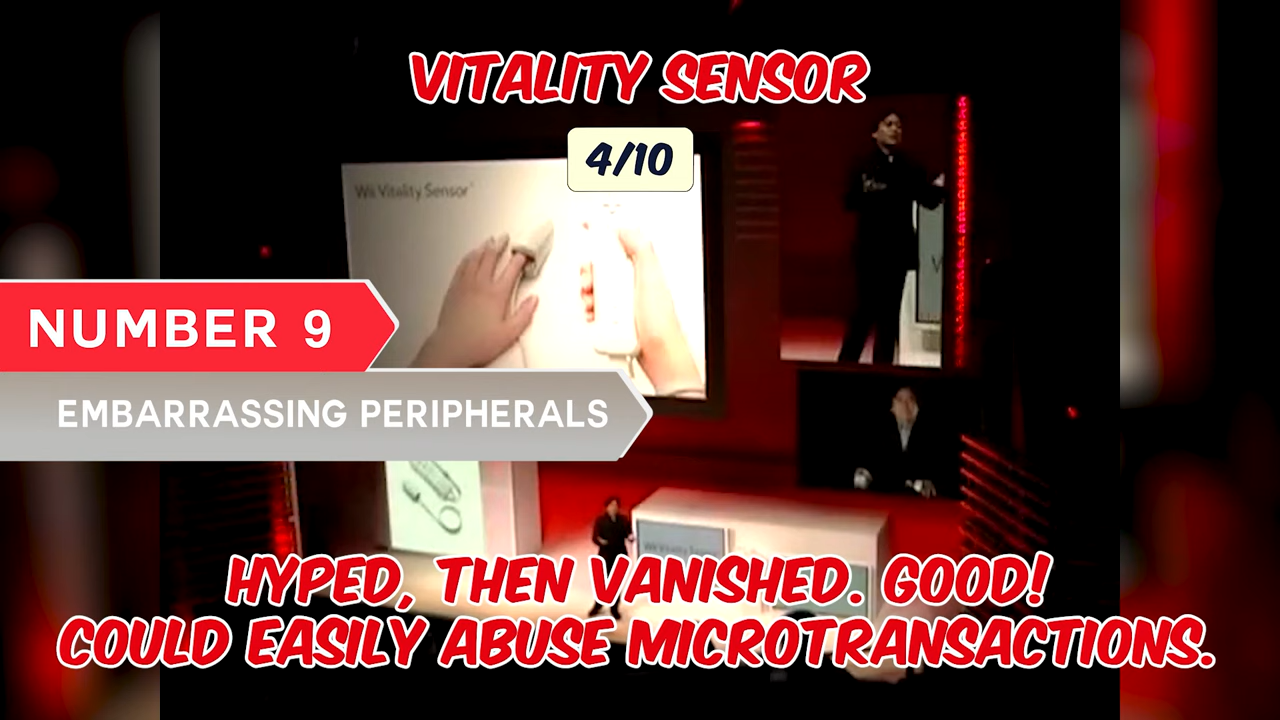 VITALITY SENSOR
4/10
Wii Vitality Sensor
NUMBER 9
EMBARRASSING PERIPHERALS
HYPED, THEN VANISHED. GOOD!
COULD EASILY ABUSE MICROTRANSACTIONS.